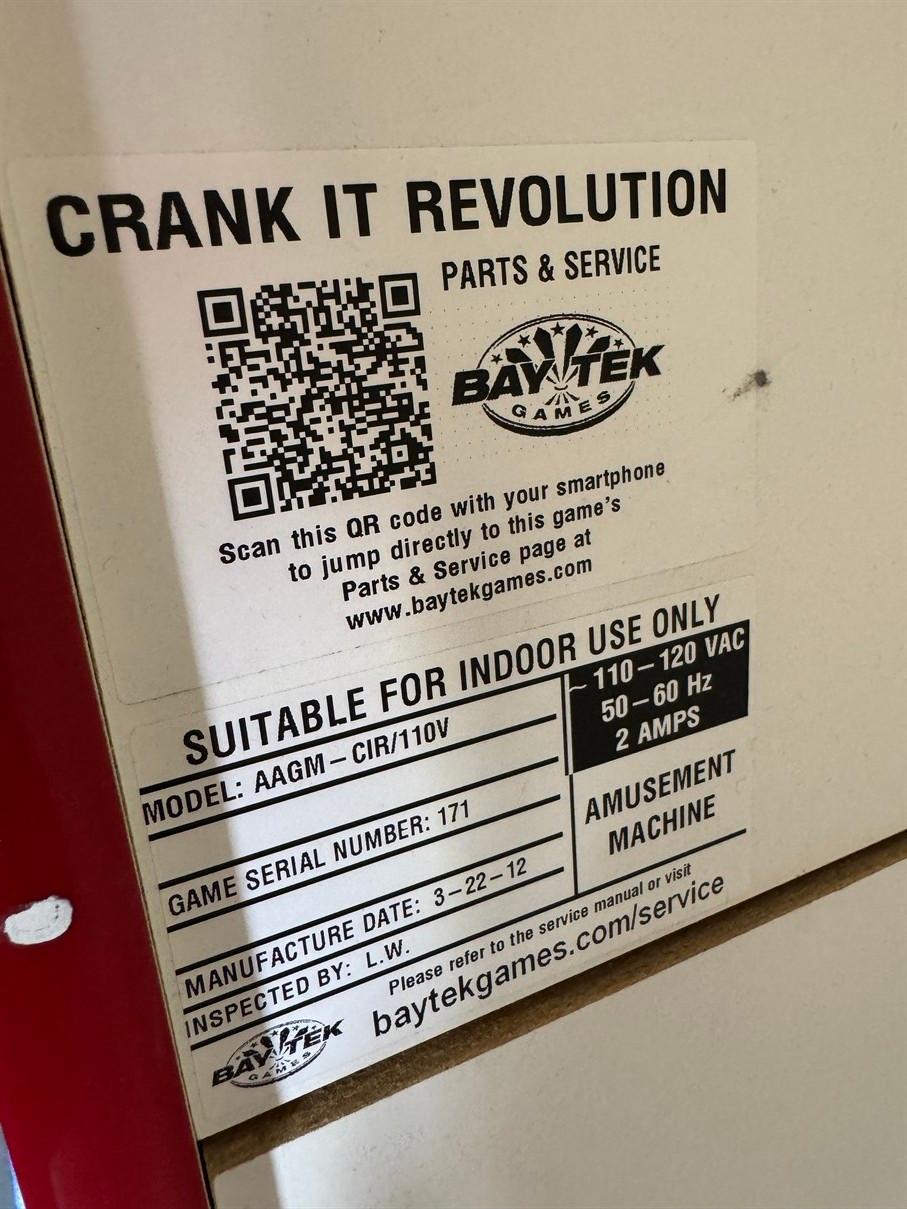 CRANK IT REVOLUTION
PARTS & SERVICE
BAY TEK
GAMES
Scan this QR code with your smartphone
to jump directly to this game's
Parts & Service page at
www.baytekgames.com
SUITABLE FOR INDOOR USE ONLY
MODEL: AAGM-CIR/110V
~ 110-120 VAC
50-60 Hz
2 AMPS
GAME SERIAL NUMBER: 171
AMUSEMENT
MACHINE
MANUFACTURE DATE: 3-22-12
INSPECTED BY: L.W.
Please refer to the service manual or visit
baytekgames.com/service
BAY TEK
GAMES